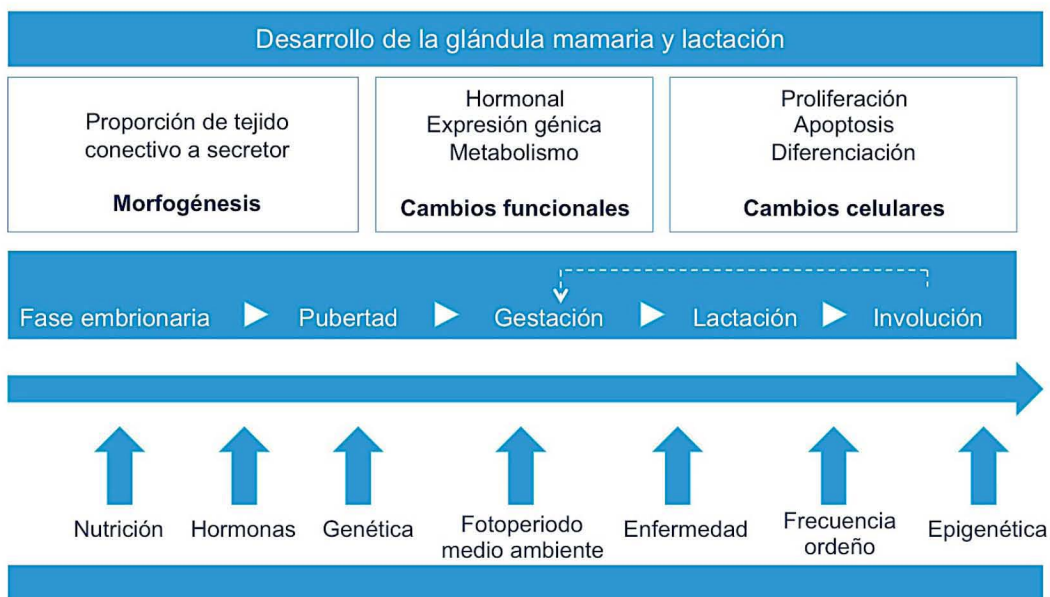 Desarrollo de la glándula mamaria y lactación
Proporción de tejido
conectivo a secretor
Morfogénesis
Hormonal
Expresión génica
Metabolismo
Cambios funcionales
Proliferación
Apoptosis
Diferenciación
Cambios celulares
Fase embrionaria
Pubertad
Gestación
Lactación
Involución
Nutrición
Hormonas
Genética
Fotoperiodo
medio ambiente
Enfermedad
Frecuencia
ordeño
Epigenética